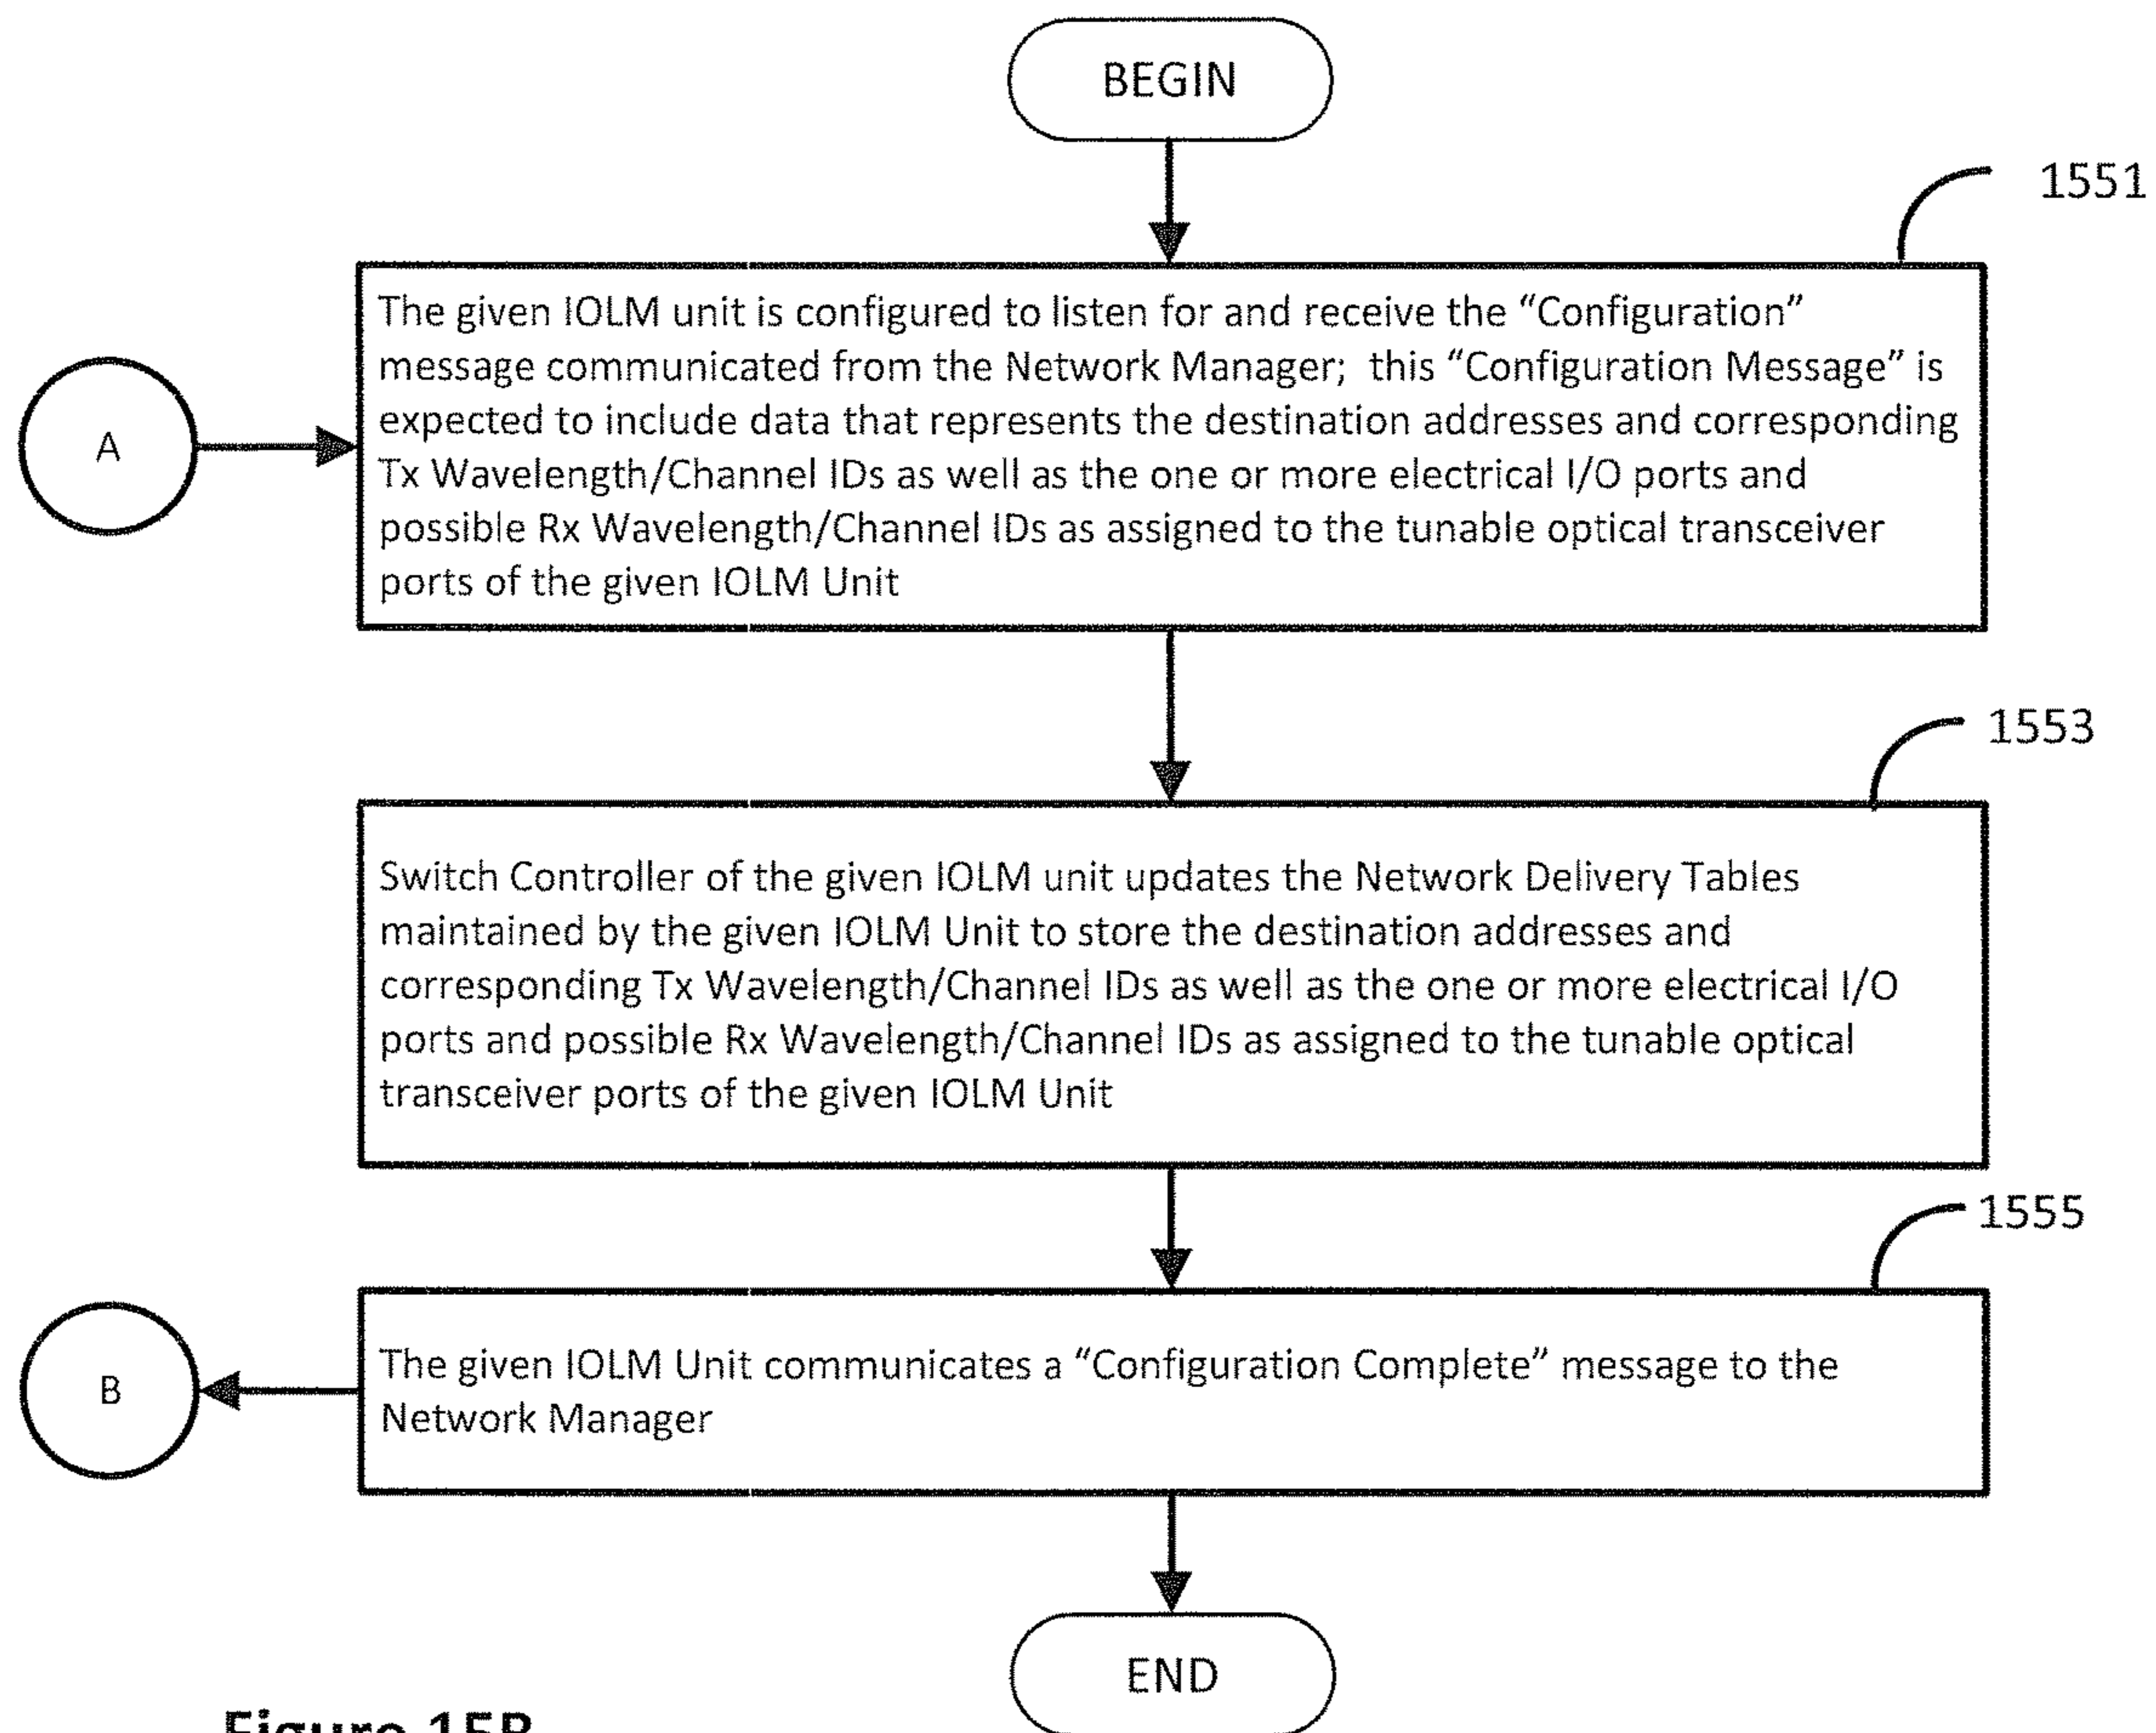 BEGIN
1551
The given IOLM unit is configured to listen for and receive the “Configuration”
message communicated from the Network Manager;  this “Configuration Message” is
expected to include data that represents the destination addresses and corresponding
Tx Wavelength/Channel IDs as well as the one or more electrical I/O ports and
possible Rx Wavelength/Channel IDs as assigned to the tunable optical transceiver
ports of the given IOLM Unit
A
1553
Switch Controller of the given IOLM unit updates the Network Delivery Tables
maintained by the given IOLM Unit to store the destination addresses and
corresponding Tx Wavelength/Channel IDs as well as the one or more electrical I/O
ports and possible Rx Wavelength/Channel IDs as assigned to the tunable optical
transceiver ports of the given IOLM Unit
1555
The given IOLM Unit communicates a “Configuration Complete” message to the
Network Manager
B
END
Figure 15B